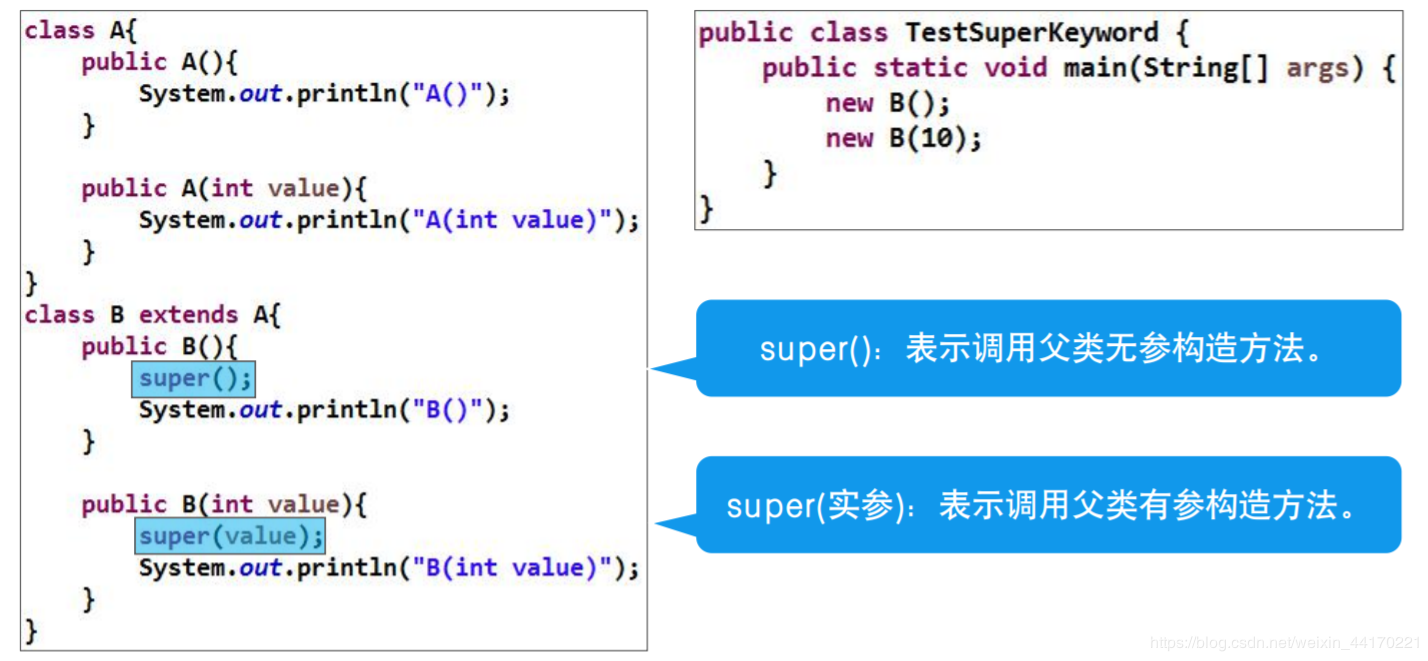 class A{
    public A(){
        System.out.println("A()");
    }
    public A(int value){
        System.out.println("A(int value)");
    }
}
class B extends A{
    public B(){
        super();
        System.out.println("B()");
    }
    public B(int value){
        super(value);
        System.out.println("B(int value)");
    }
}
public class TestSuperKeyword {
    public static void main(String[] args) {
        new B();
        new B(10);
    }
}
super()：表示调用父类无参构造方法。
super(实参)：表示调用父类有参构造方法。
https://blog.csdn.net/weixin_44170221